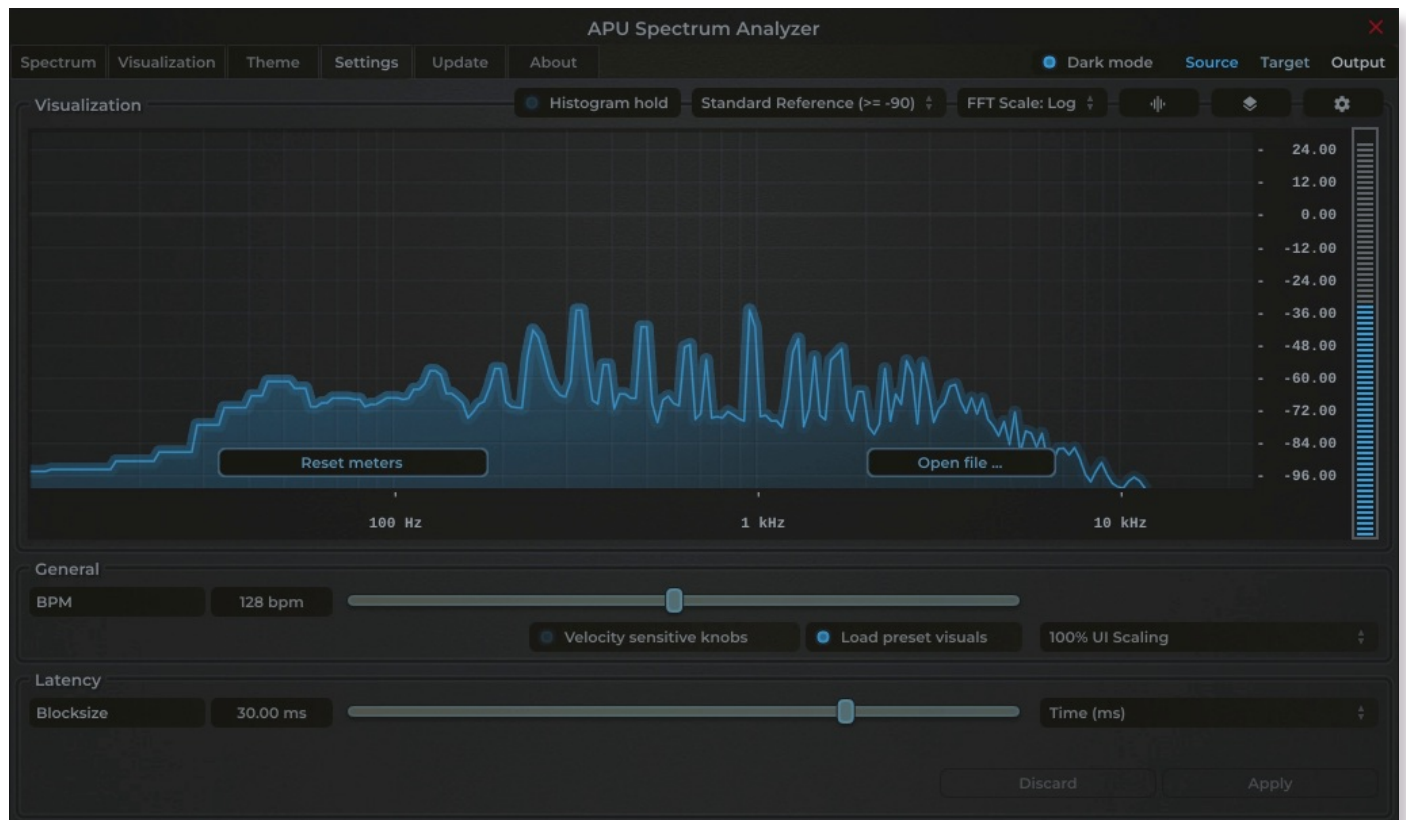 APU Spectrum Analyzer
Spectrum Visualization Theme Settings Update About Dark mode Source Target Output
Visualization Histogram hold Standard Reference (>= -90) FFT Scale: Log
- 24.00
- 12.00
- 0.00
- -12.00
- -24.00
- -36.00
- -48.00
- -60.00
- -72.00
- -84.00
Reset meters Open file ...
- -96.00
100 Hz 1 kHz 10 kHz
General
BPM 128 bpm
Velocity sensitive knobs Load preset visuals 100% UI Scaling
Latency
Blocksize 30.00 ms Time (ms)
Discard Apply